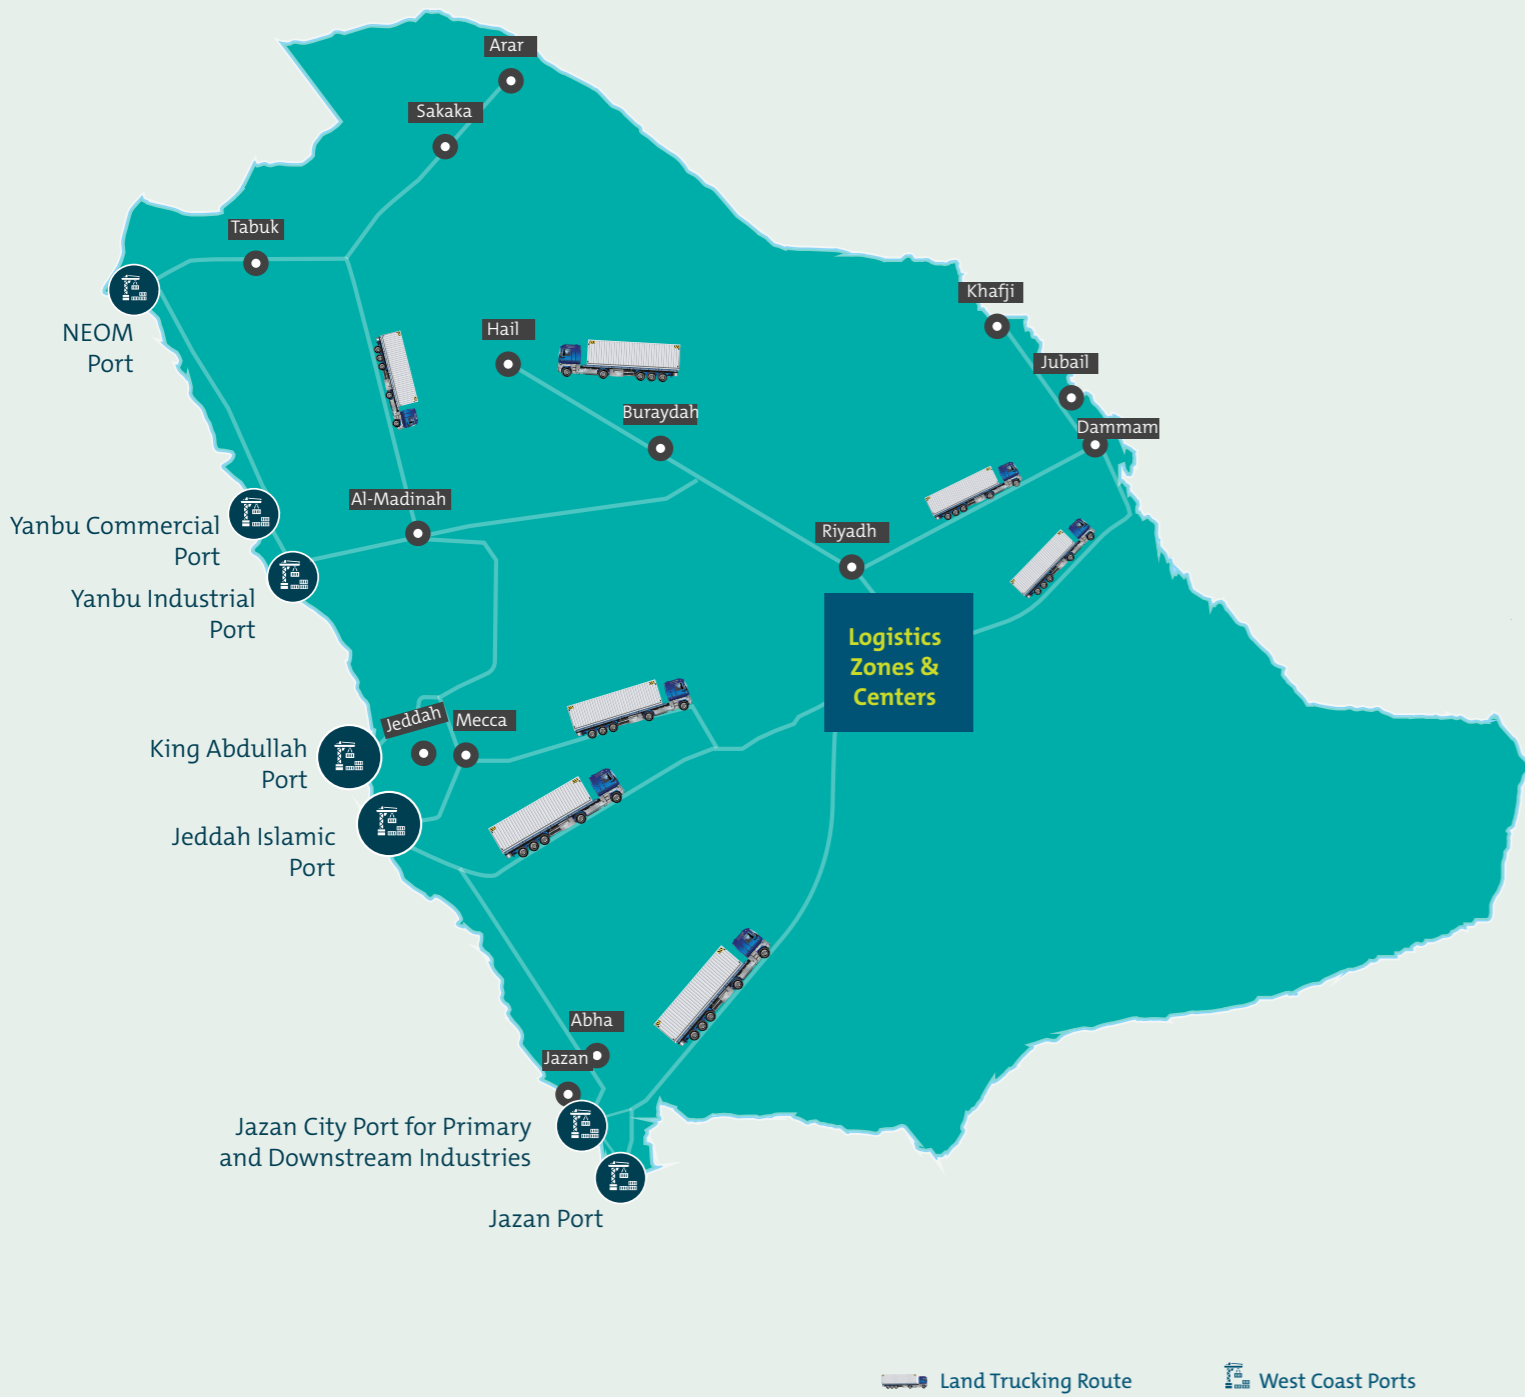 Arar
Sakaka
Tabuk
NEOM
Port
Khafji
Hail
Jubail
Buraydah
Dammam
Al-Madinah
Yanbu Commercial
Port
Riyadh
Yanbu Industrial
Port
Logistics
Zones &
Centers
Jeddah
Mecca
King Abdullah
Port
Jeddah Islamic
Port
Abha
Jazan
Jazan City Port for Primary
and Downstream Industries
Jazan Port
Land Trucking Route
West Coast Ports